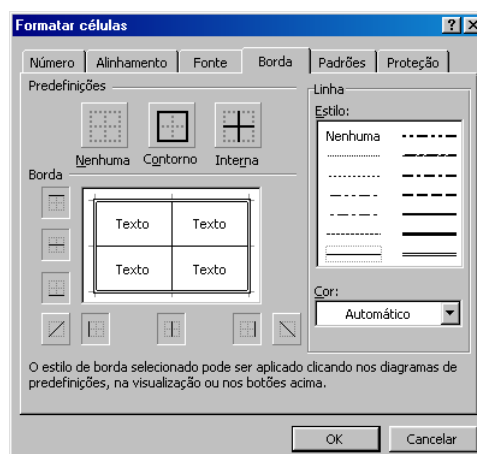 Formatar células
Número Alinhamento Fonte Borda Padrões Proteção
Predefinições
Nenhuma Contorno Interna
Borda
Texto Texto
Texto Texto
Linha
Estilo:
Nenhuma
Cor:
Automático
O estilo de borda selecionado pode ser aplicado clicando nos diagramas de
predefinições, na visualização ou nos botões acima.
OK Cancelar